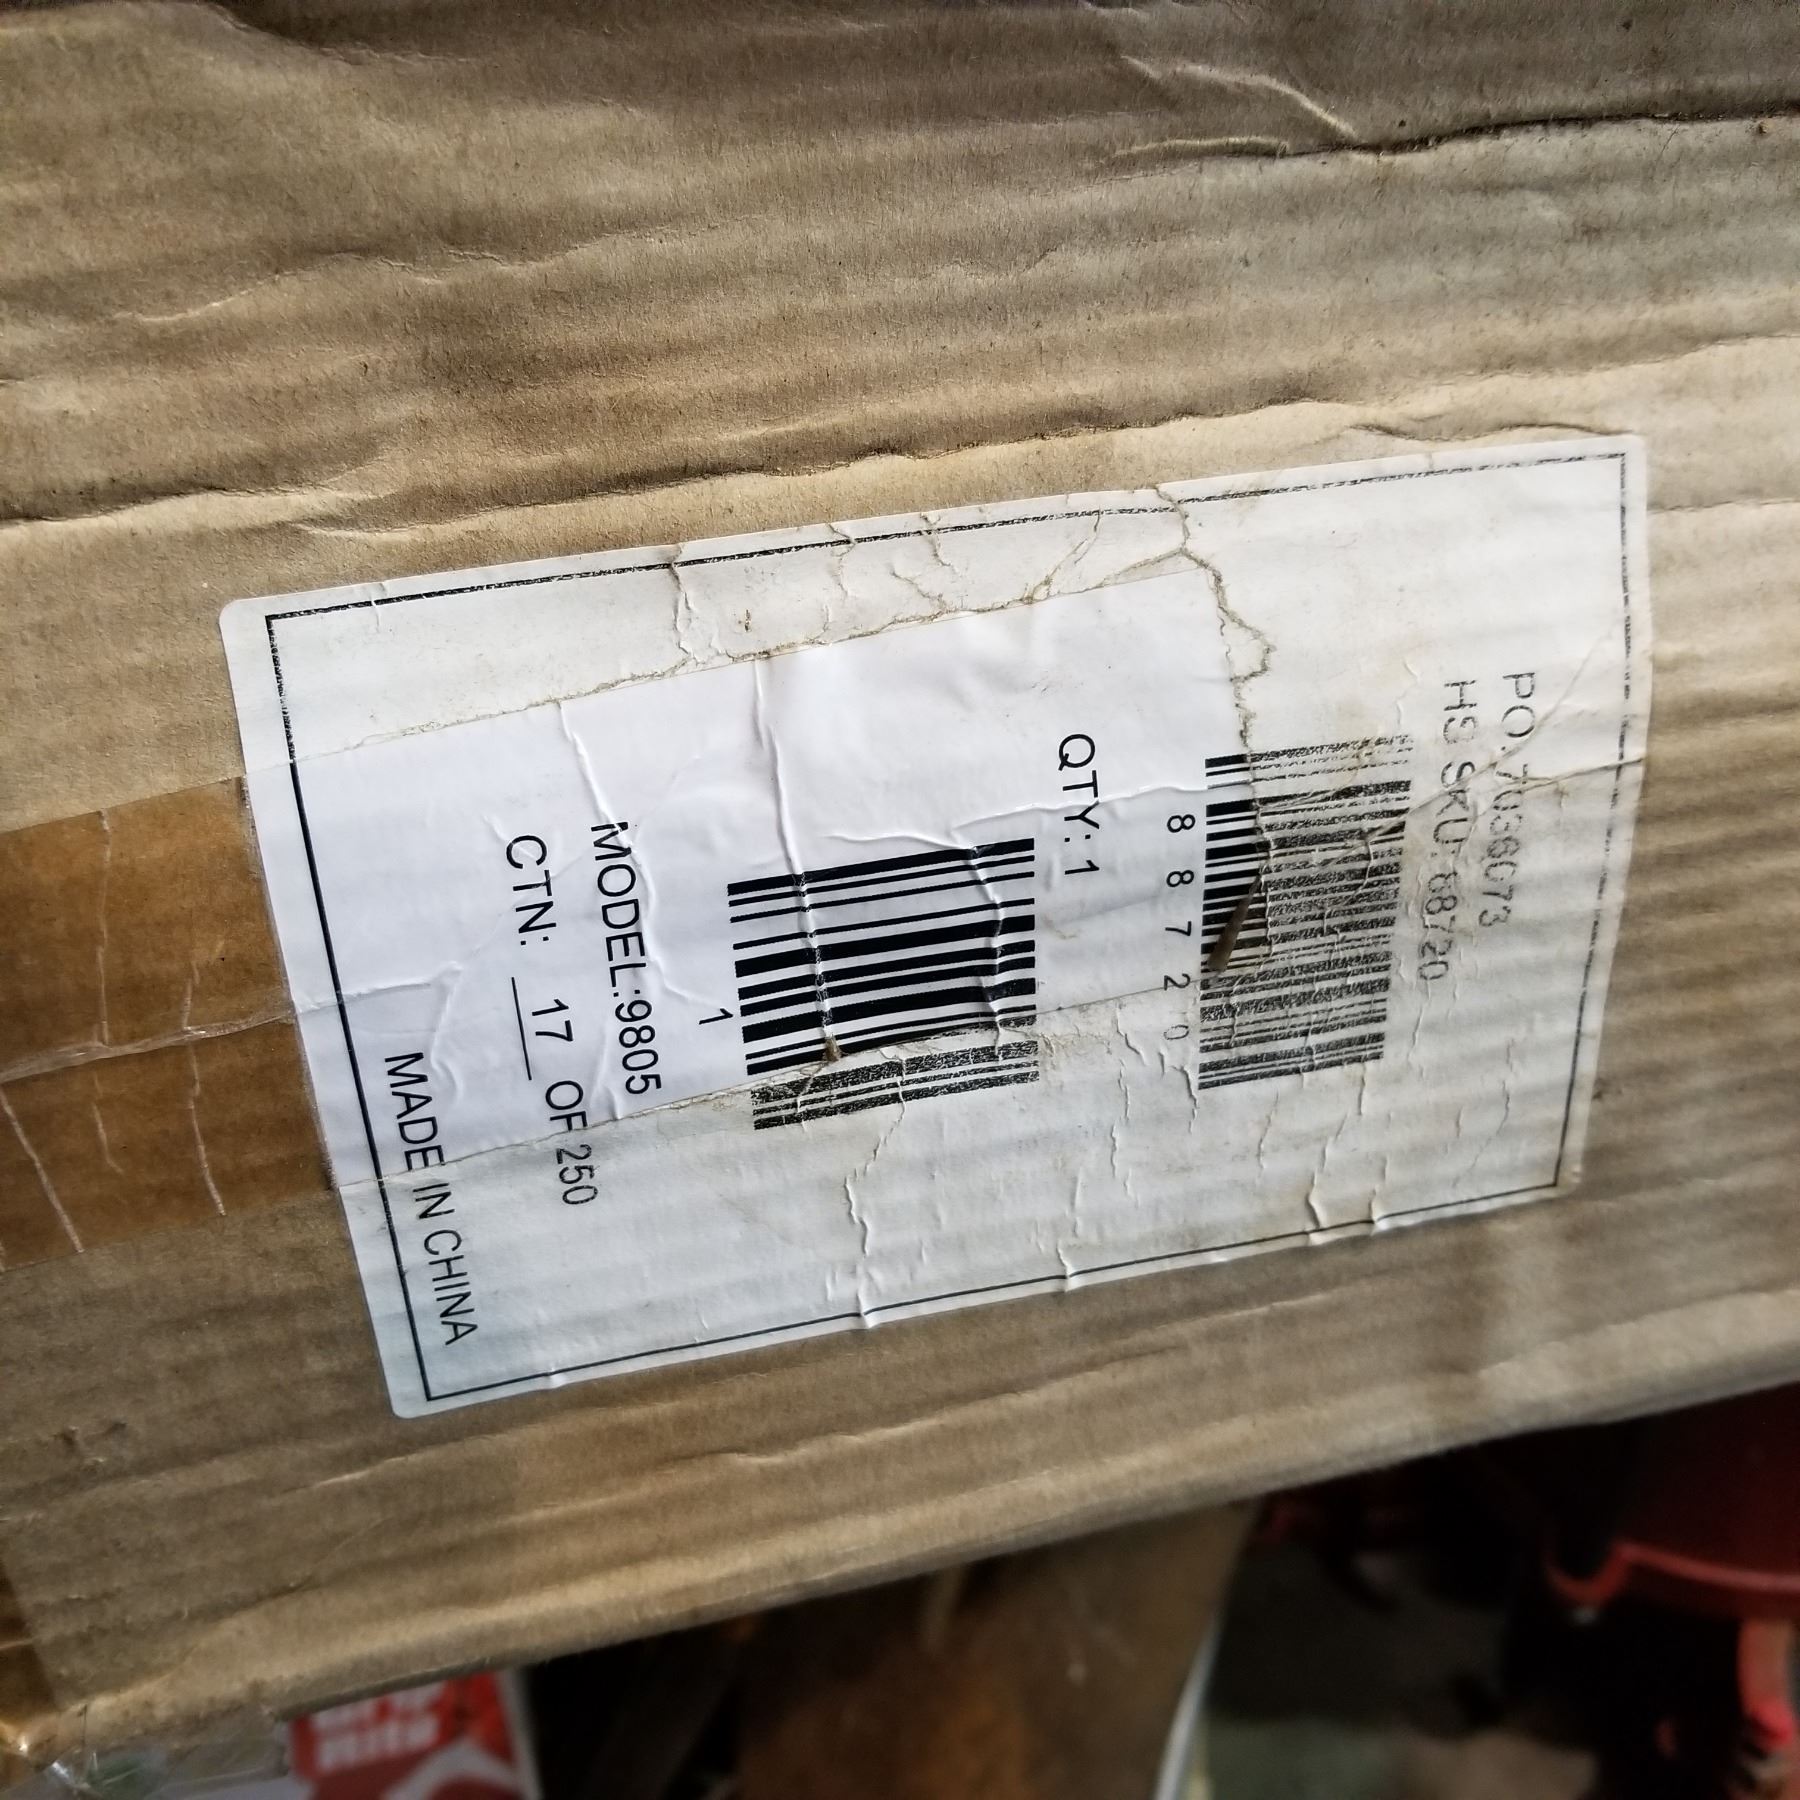 PO. 7036073
HS SKU: 88720
8 8 7 2 0
QTY: 1
1
MODEL:9805
CTN: 17 OF 250
MADE IN CHINA